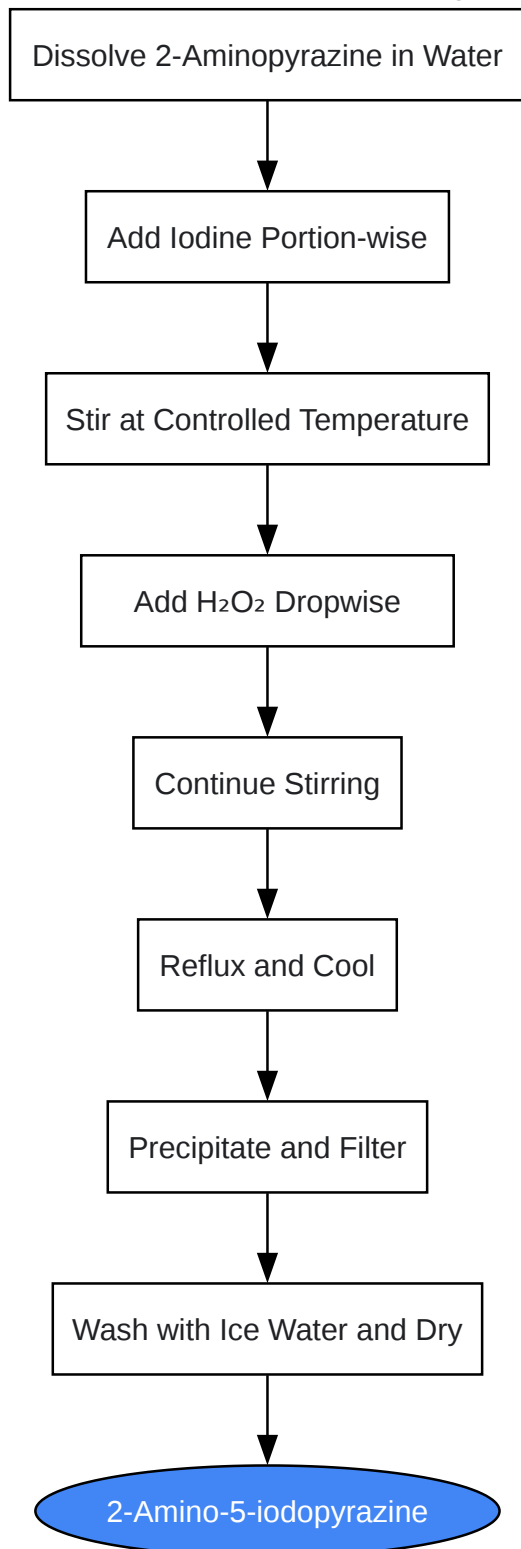 Dissolve 2-Aminopyrazine in Water
Add Iodine Portion-wise
Stir at Controlled Temperature
Add H₂O₂ Dropwise
Continue Stirring
Reflux and Cool
Precipitate and Filter
Wash with Ice Water and Dry
2-Amino-5-iodopyrazine